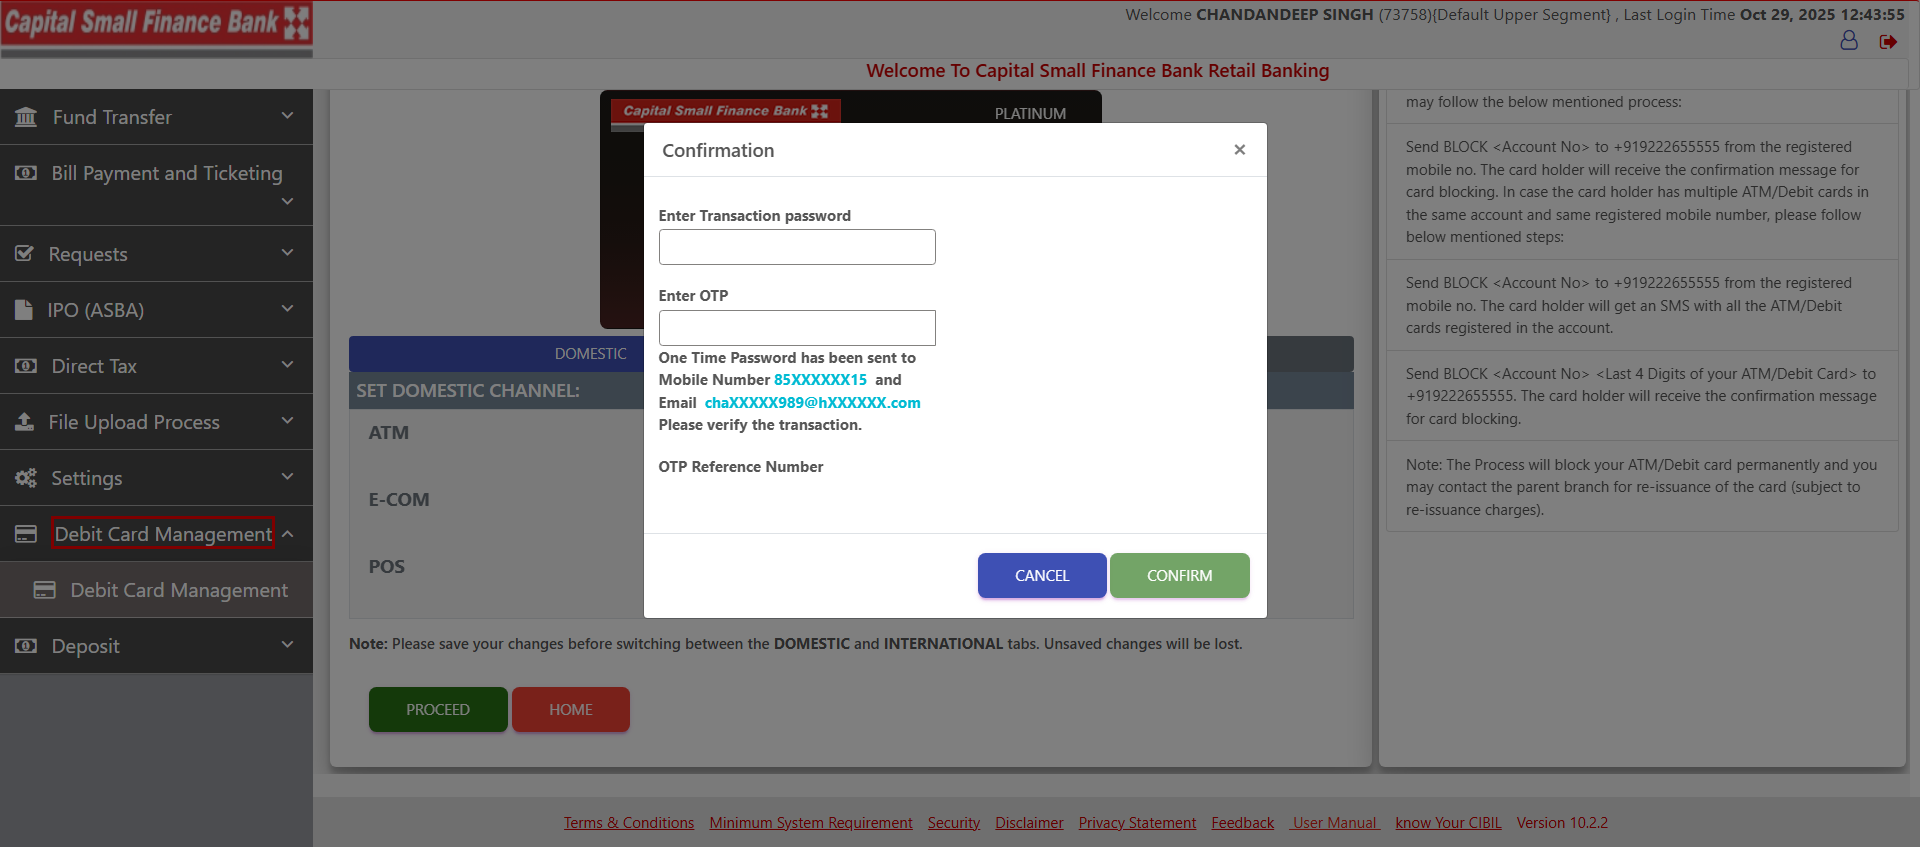 Capital Small Finance Bank
Welcome CHANDANDEEP SINGH (73758){Default Upper Segment} , Last Login Time Oct 29, 2025 12:43:55
Welcome To Capital Small Finance Bank Retail Banking
Fund Transfer
Bill Payment and Ticketing
Requests
IPO (ASBA)
Direct Tax
File Upload Process
Settings
Debit Card Management
Debit Card Management
Deposit
Capital Small Finance Bank
PLATINUM
Confirmation
×
Enter Transaction password
Enter OTP
One Time Password has been sent to
Mobile Number 85XXXXXX15 and
Email chaXXXXX989@hXXXXXX.com
Please verify the transaction.
OTP Reference Number
CANCEL
CONFIRM
DOMESTIC
SET DOMESTIC CHANNEL:
ATM
E-COM
POS
Note: Please save your changes before switching between the DOMESTIC and INTERNATIONAL tabs. Unsaved changes will be lost.
PROCEED
HOME
may follow the below mentioned process:
Send BLOCK <Account No> to +919222655555 from the registered
mobile no. The card holder will receive the confirmation message for
card blocking. In case the card holder has multiple ATM/Debit cards in
the same account and same registered mobile number, please follow
below mentioned steps:
Send BLOCK <Account No> to +919222655555 from the registered
mobile no. The card holder will get an SMS with all the ATM/Debit
cards registered in the account.
Send BLOCK <Account No> <Last 4 Digits of your ATM/Debit Card> to
+919222655555. The card holder will receive the confirmation message
for card blocking.
Note: The Process will block your ATM/Debit card permanently and you
may contact the parent branch for re-issuance of the card (subject to
re-issuance charges).
Terms & Conditions Minimum System Requirement Security Disclaimer Privacy Statement Feedback User Manual know Your CIBIL Version 10.2.2